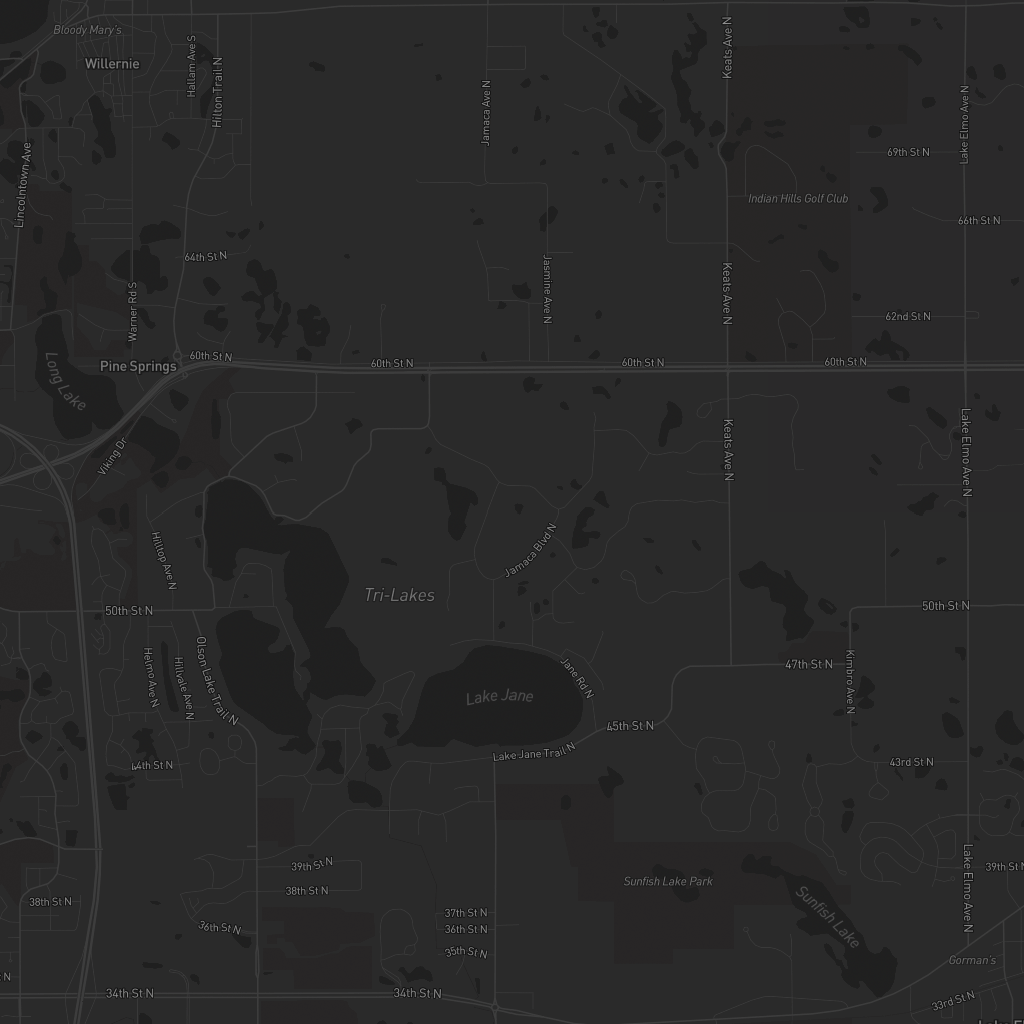 Bloody Mary's
Willernie
Hallam Ave S
Hilton Trail N
Jamaca Ave N
Keats Ave N
Lake Elmo Ave N
Lincolntown Ave
69th St N
Indian Hills Golf Club
66th St N
64th St N
Warner Rd S
Jasmine Ave N
Keats Ave N
62nd St N
Long Lake
Pine Springs
60th St N
60th St N
60th St N
60th St N
Viking Dr
Keats Ave N
Lake Elmo Ave N
Hilltop Ave N
Jamaca Blvd N
Tri-Lakes
50th St N
50th St N
Helmo Ave N
Hillvale Ave N
Olson Lake Trail N
Lake Jane
Jane Rd N
47th St N
Kimbro Ave N
45th St N
Lake Jane Trail N
44th St N
43rd St N
39th St N
38th St N
38th St N
36th St N
37th St N
36th St N
35th St N
Sunfish Lake Park
Sunfish Lake
Lake Elmo Ave N
39th St N
Gorman's
34th St N
34th St N
33rd St N